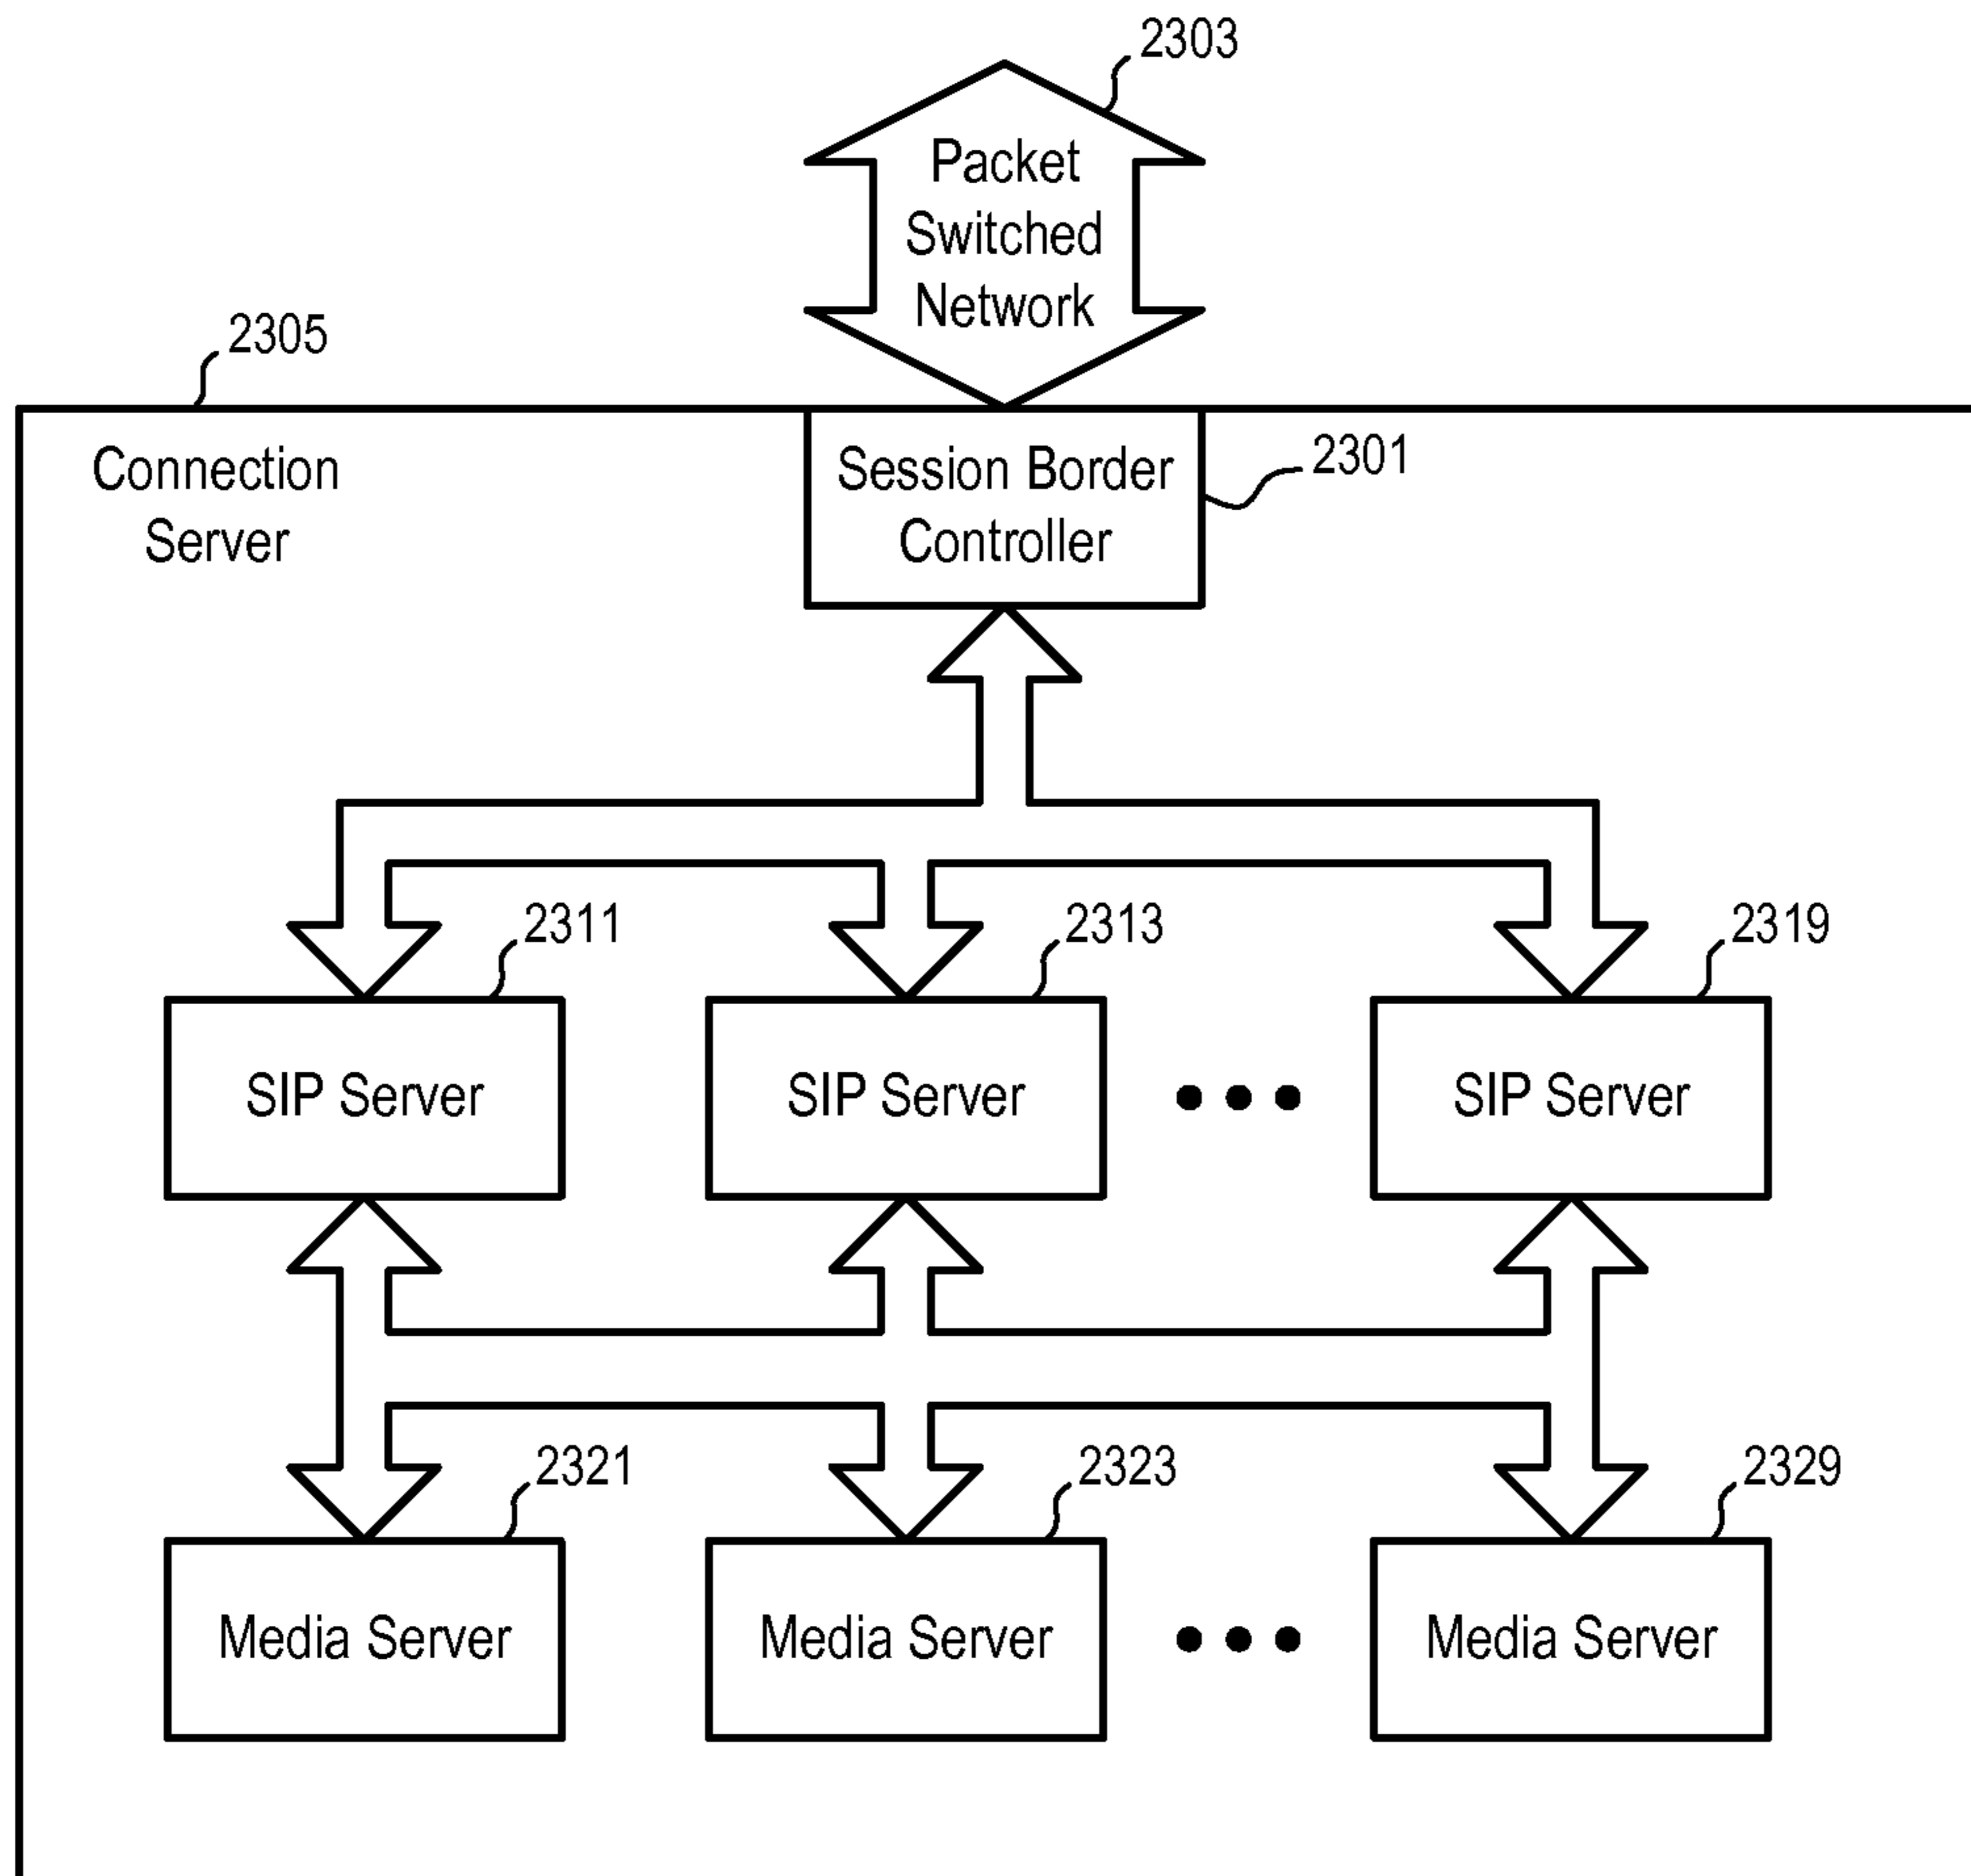 2303
Packet
Switched
Network
2305
Connection
Server
Session Border
Controller
2301
2311
2313
2319
SIP Server
SIP Server
SIP Server
2321
2323
2329
Media Server
Media Server
Media Server